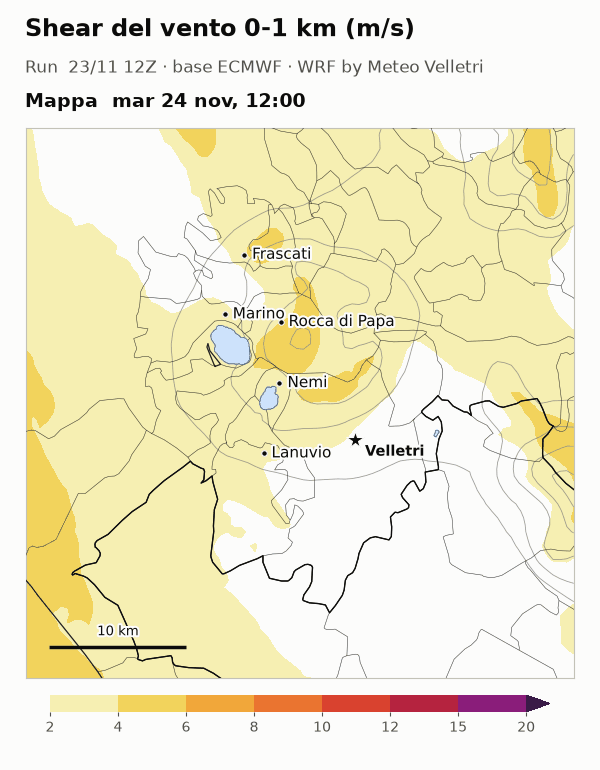 Shear del vento 0-1 km (m/s)
Run  23/11 12Z · base ECMWF · WRF by Meteo Velletri
Mappa  mar 24 nov, 12:00
Frascati
Marino
Rocca di Papa
Nemi
Lanuvio
Velletri
10 km
2 4 6 8 10 12 15 20